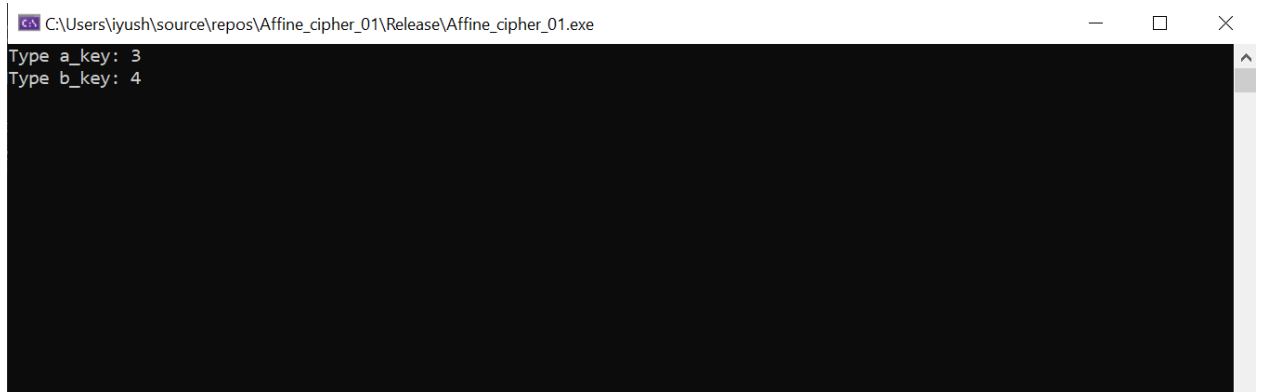 C:\Users\iyush\source\repos\Affine_cipher_01\Release\Affine_cipher_01.exe
Type a_key: 3
Type b_key: 4